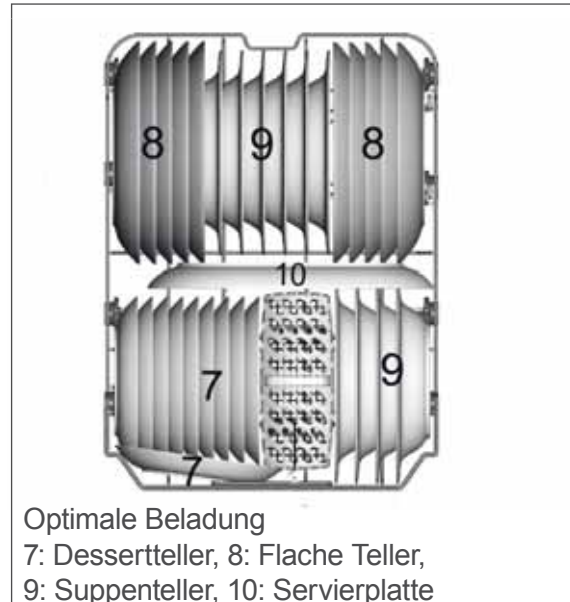 8 9 8
10
7 9
7
Optimale Beladung
7: Dessertteller, 8: Flache Teller,
9: Suppenteller, 10: Servierplatte